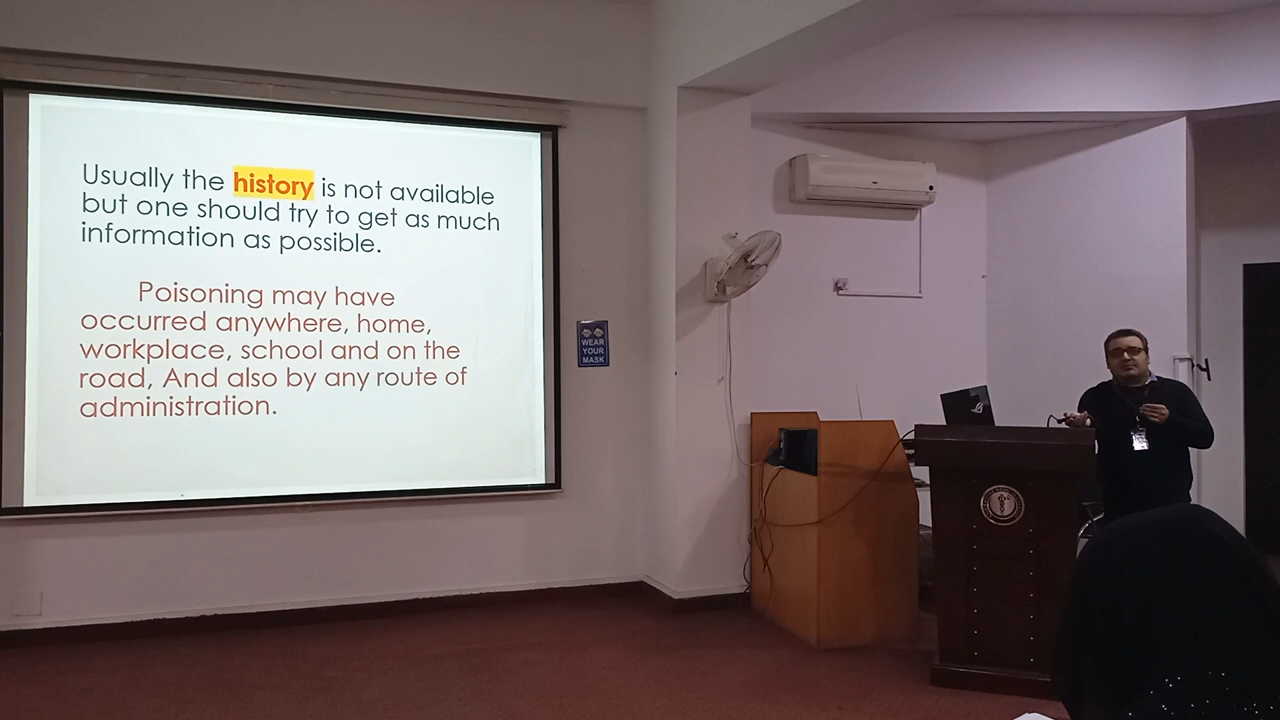 Usually the history is not available
but one should try to get as much
information as possible.
Poisoning may have
occurred anywhere, home,
workplace, school and on the
road, And also by any route of
administration.
WEAR
YOUR
MASK